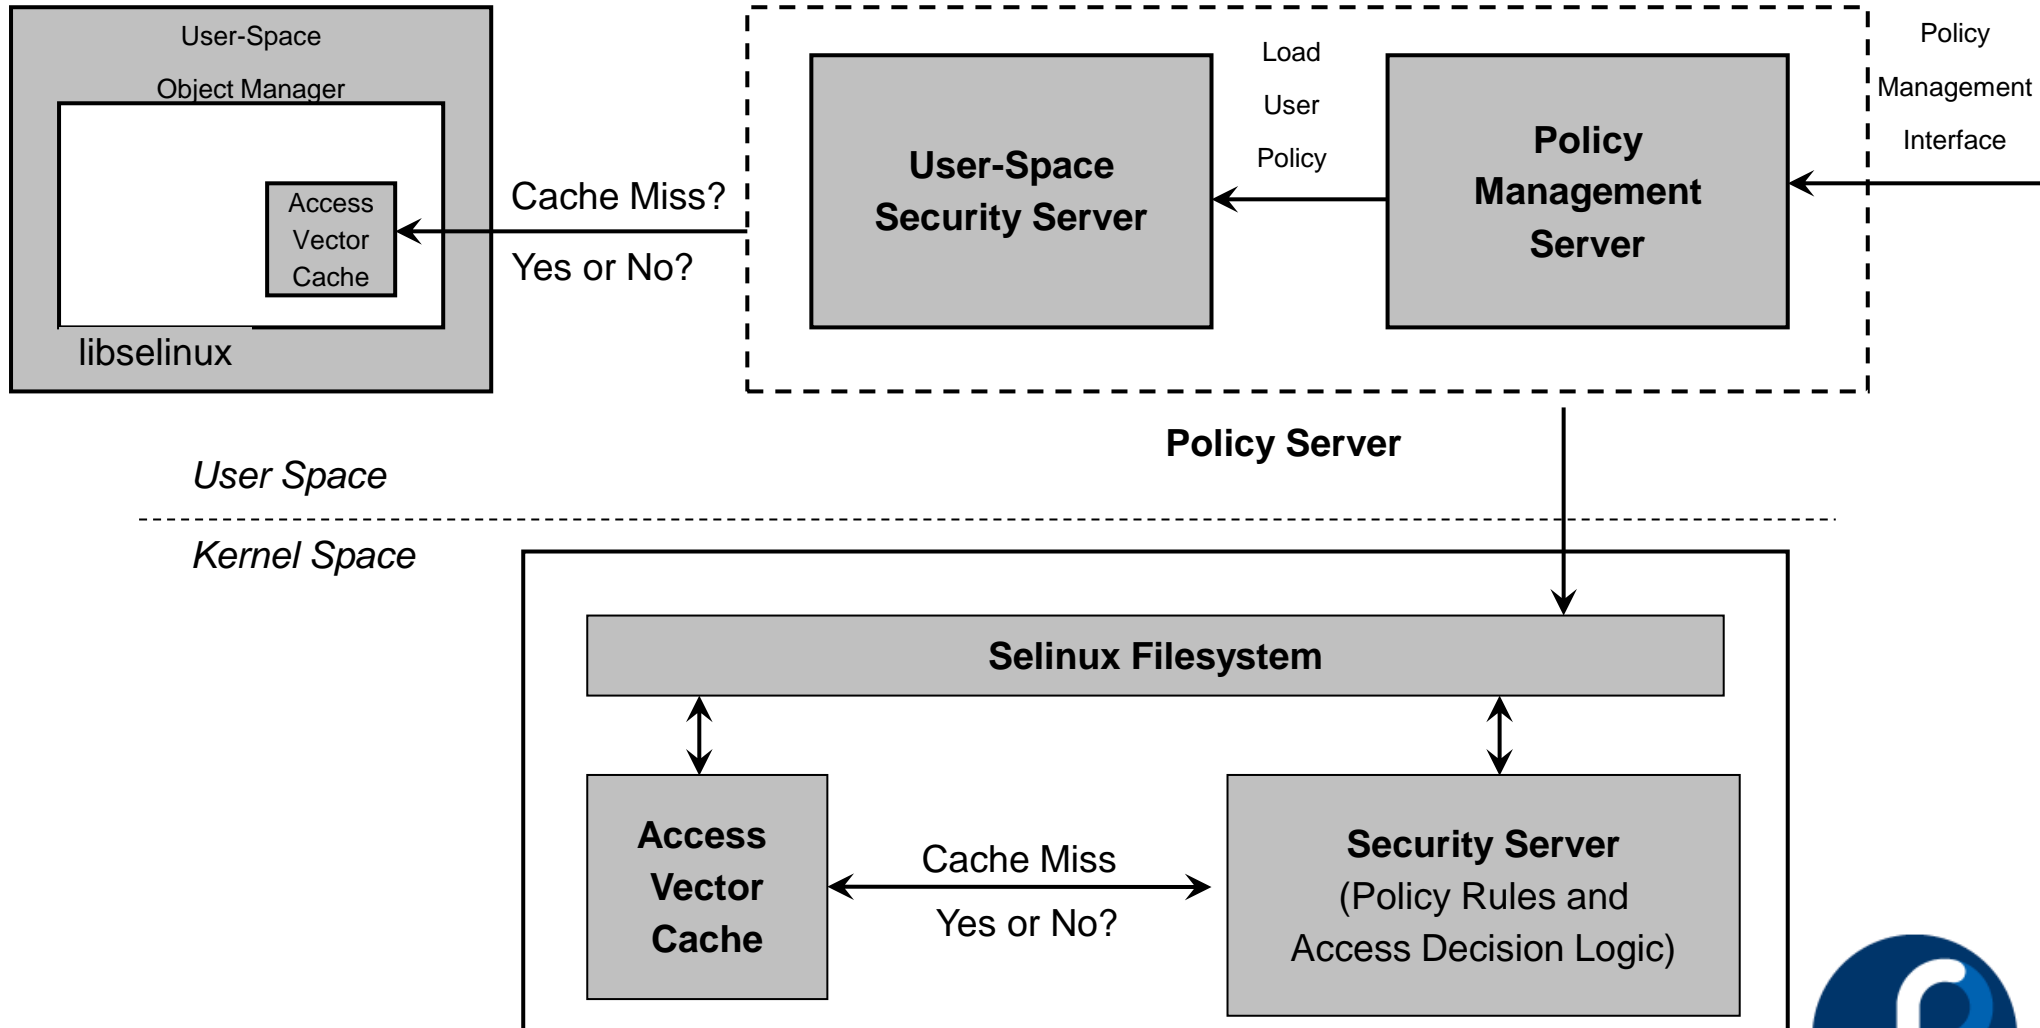 User-Space
Object Manager
Access
Vector
Cache
libselinux
Cache Miss?
Yes or No?
User-Space
Security Server
Load
User
Policy
Policy
Management
Server
Policy
Management
Interface
Policy Server
User Space
Kernel Space
Selinux Filesystem
Access
Vector
Cache
Cache Miss
Yes or No?
Security Server
(Policy Rules and
Access Decision Logic)